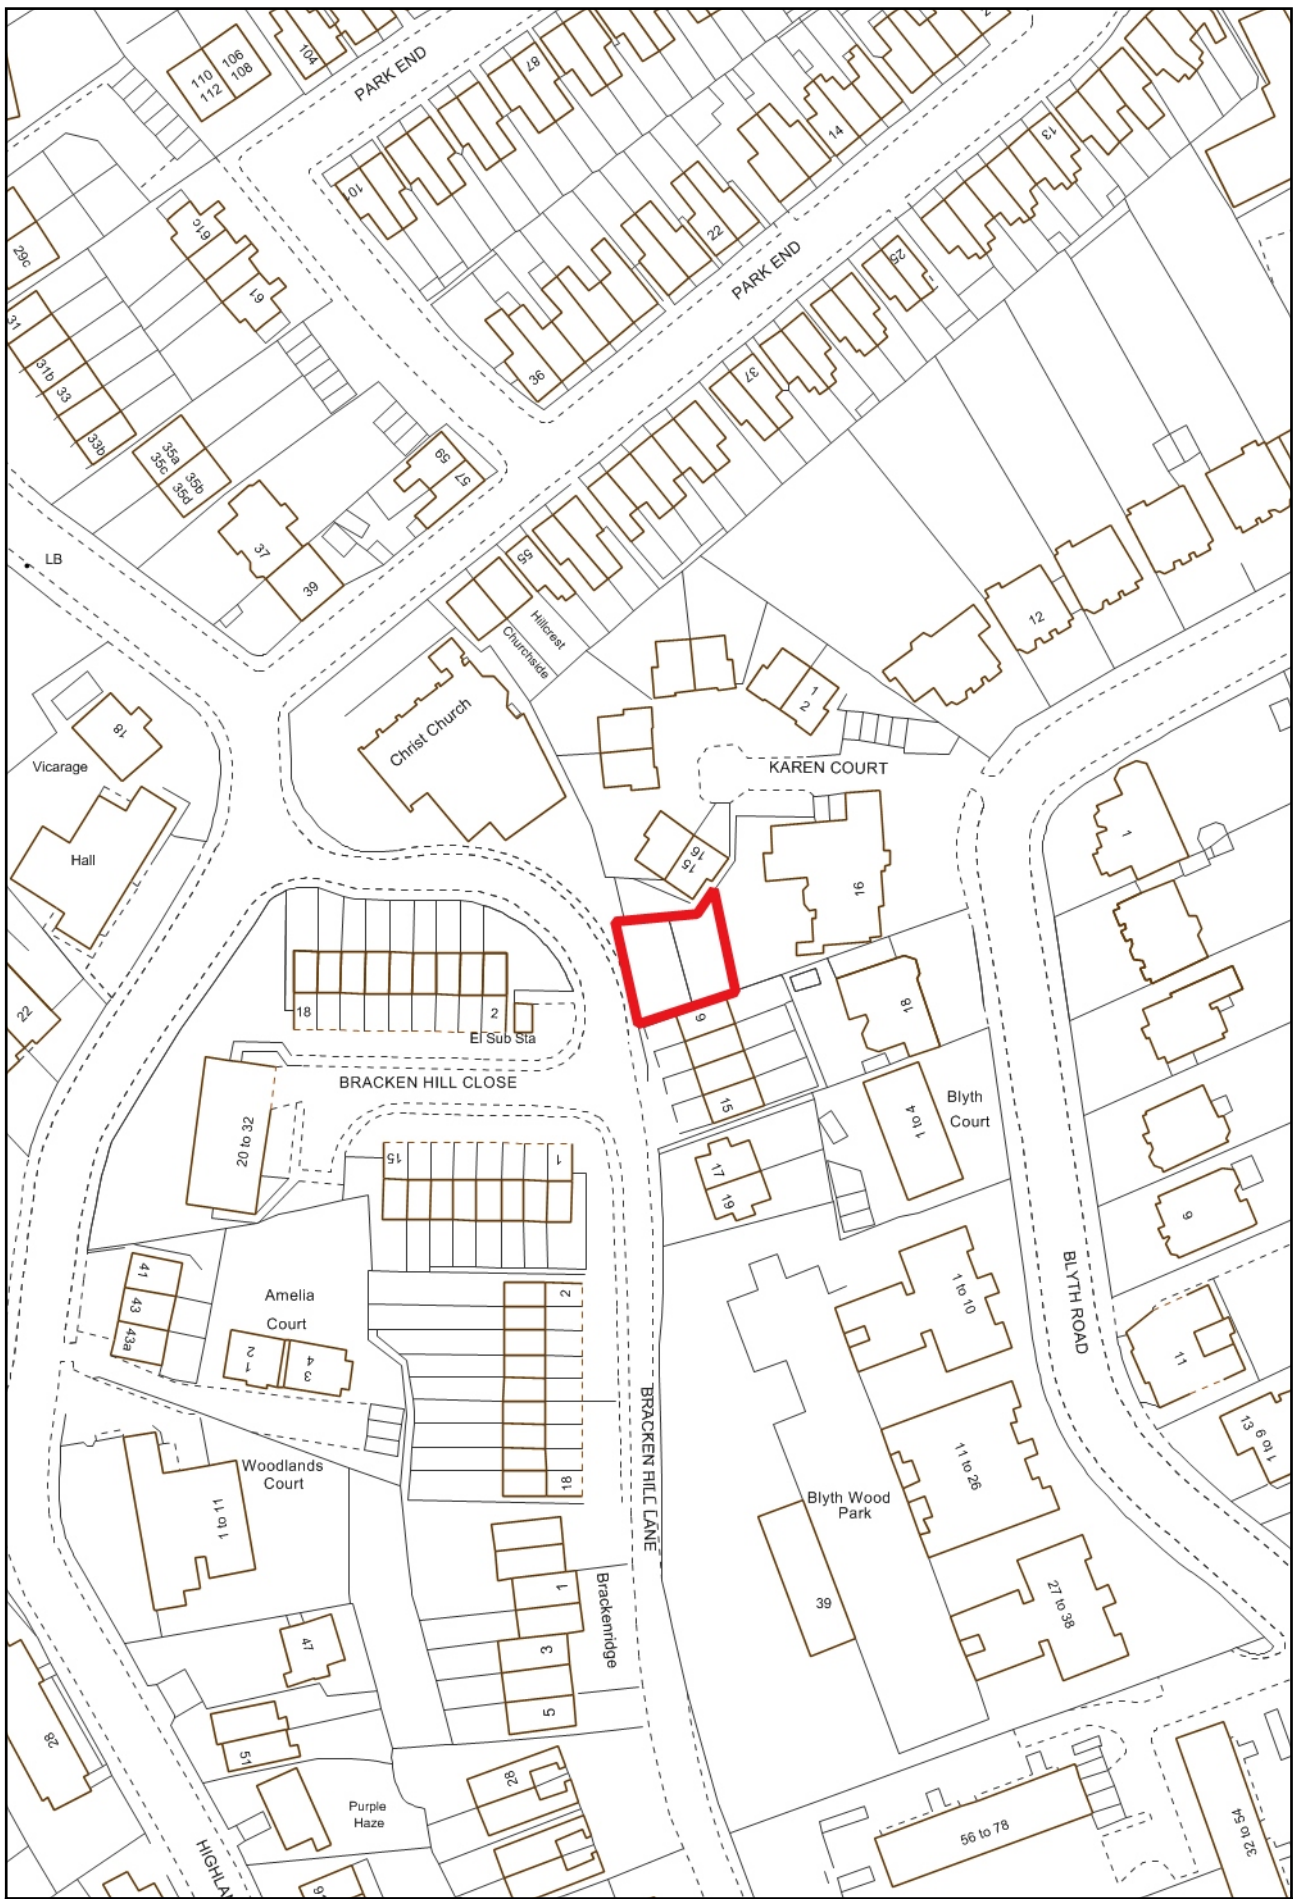 PARK END
104
110 106
112 108
87
14
13
10
22
PARK END
29c
61c
61
25
31
31b
33
33b
36
37
35a
35c
35b
35d
59
57
37
39
LB
55
Hillcrest
Churchside
12
18
Vicarage
Christ Church
1
2
KAREN COURT
Hall
16
15
16
1
22
18
2
El Sub Sta
9
18
BRACKEN HILL CLOSE
15
Blyth
Court
1 to 4
20 to 32
15
1
17
19
9
41
43
43a
Amelia
Court
2
1
4
3
2
1 to 10
BLYTH ROAD
11
BRACKEN HILL LANE
13
1 to 9
Woodlands
Court
1 to 11
18
11 to 26
Blyth Wood
Park
1
Brackenridge
39
27 to 38
47
3
5
28
51
28
Purple
Haze
56 to 78
32 to 54
HIGHLA